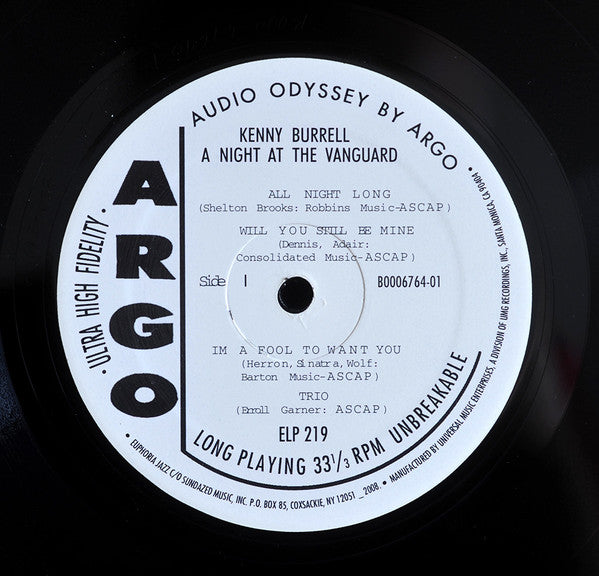 AUDIO ODYSSEY BY ARGO
KENNY BURRELL
A NIGHT AT THE VANGUARD
ARGO
· ULTRA HIGH FIDELITY ·
ALL NIGHT LONG
(Shelton Brooks: Robbins Music-ASCAP)
WILL YOU STILL BE MINE
(Dennis, Adair:
Consolidated Music-ASCAP)
Side I
B0006764-01
IM A FOOL TO WANT YOU
(Herron, Sinatra, Wolf:
Barton Music-ASCAP)
TRIO
(Erroll Garner: ASCAP)
ELP 219
LONG PLAYING 33 1/3 RPM UNBREAKABLE
• EUPHORIA JAZZ C/O SUNDAZED MUSIC, INC. P.O. BOX 85, COXSACKIE, NY 12051 _ 2008. • MANUFACTURED BY UNIVERSAL MUSIC ENTERPRISES, A DIVISION OF UMG RECORDINGS, INC., SANTA MONICA, CA 90404 •